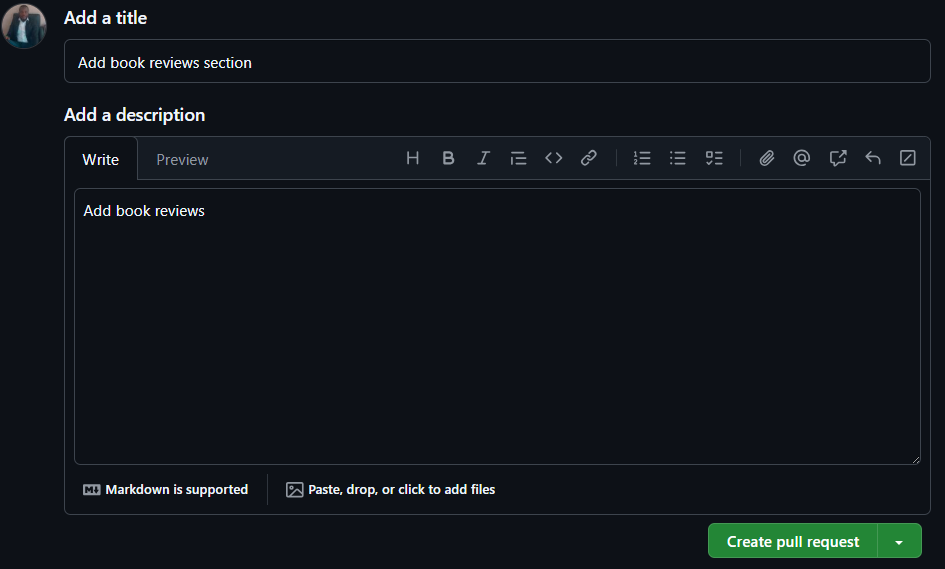 Add a title
Add book reviews section
Add a description
Write Preview
Add book reviews
Markdown is supported Paste, drop, or click to add files
Create pull request